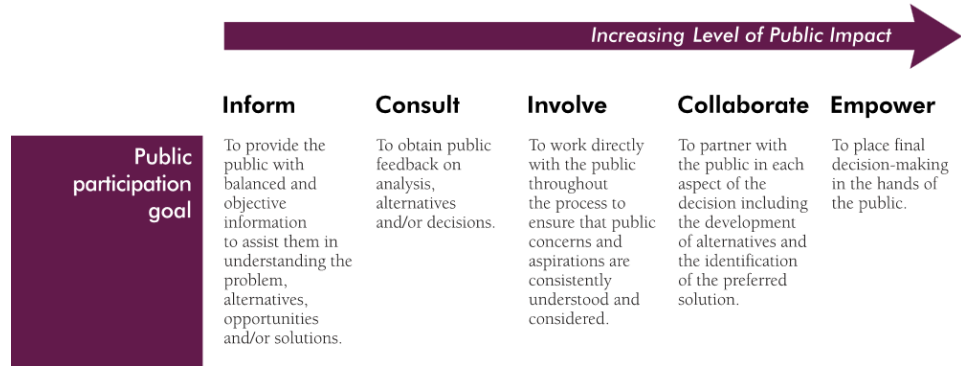 Increasing Level of Public Impact
Inform
Consult
Involve
Collaborate
Empower
Public
participation
goal
To provide the
public with
balanced and
objective
information
to assist them in
understanding the
problem,
alternatives,
opportunities
and/or solutions.
To obtain public
feedback on
analysis,
alternatives
and/or decisions.
To work directly
with the public
throughout
the process to
ensure that public
concerns and
aspirations are
consistently
understood and
considered.
To partner with
the public in each
aspect of the
decision including
the development
of alternatives and
the identification
of the preferred
solution.
To place final
decision-making
in the hands of
the public.